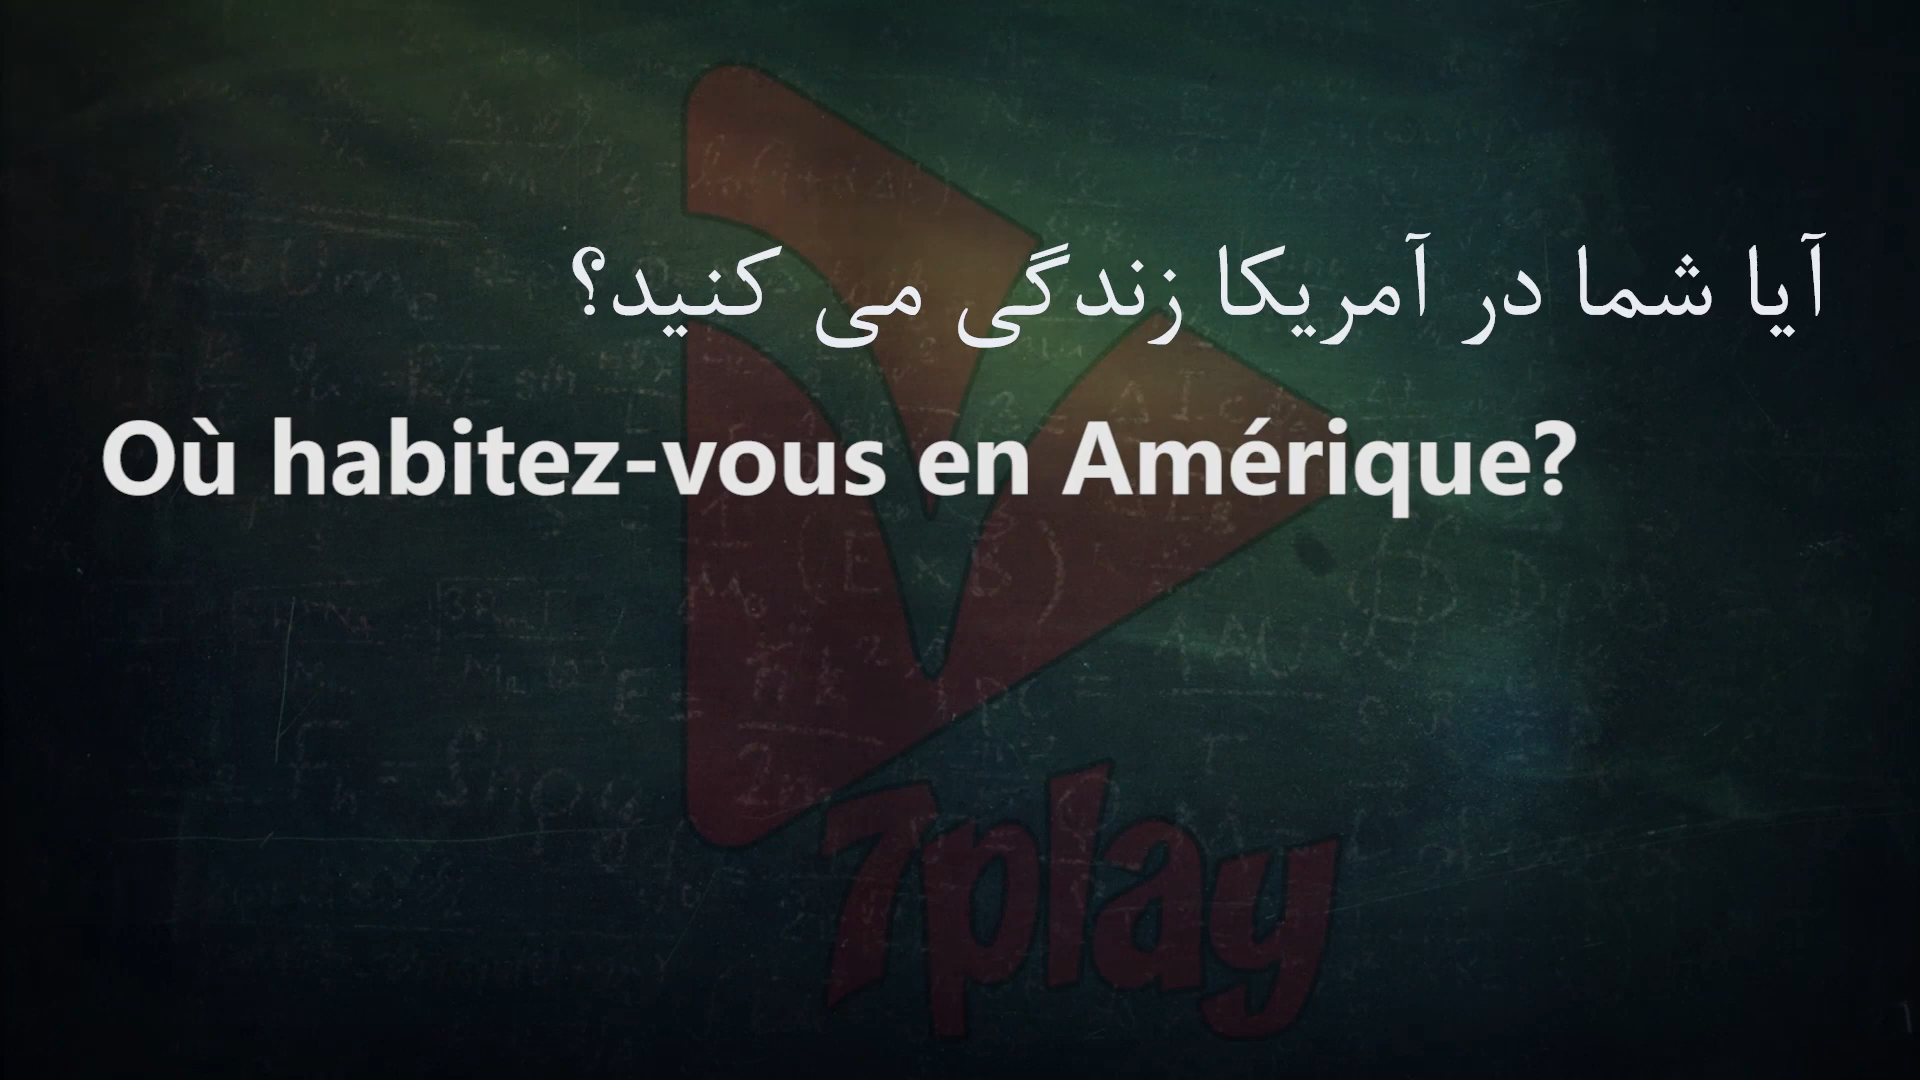 آیا شما در آمریکا زندگی می کنید؟
Où habitez-vous en Amérique?
7play